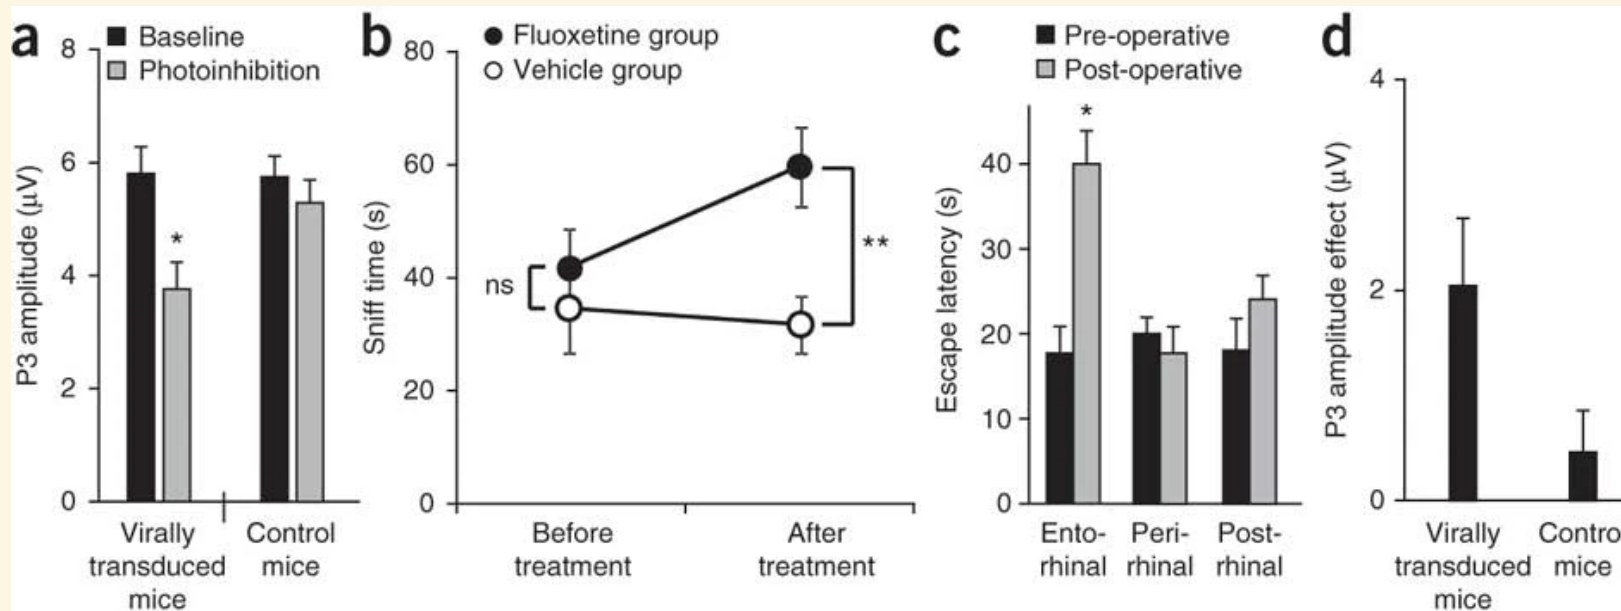 a
8
6
4
2
0
P3 amplitude (μV)
Baseline
Photoinhibition
*
Virally
transduced
mice
Control
mice
b
80
60
40
20
0
Sniff time (s)
Fluoxetine group
Vehicle group
ns
**
Before
treatment
After
treatment
c
Pre-operative
Post-operative
40
30
20
10
0
Escape latency (s)
*
Ento-
rhinal
Peri-
rhinal
Post-
rhinal
d
4
2
0
P3 amplitude effect (μV)
Virally
transduced
mice
Contro
mice